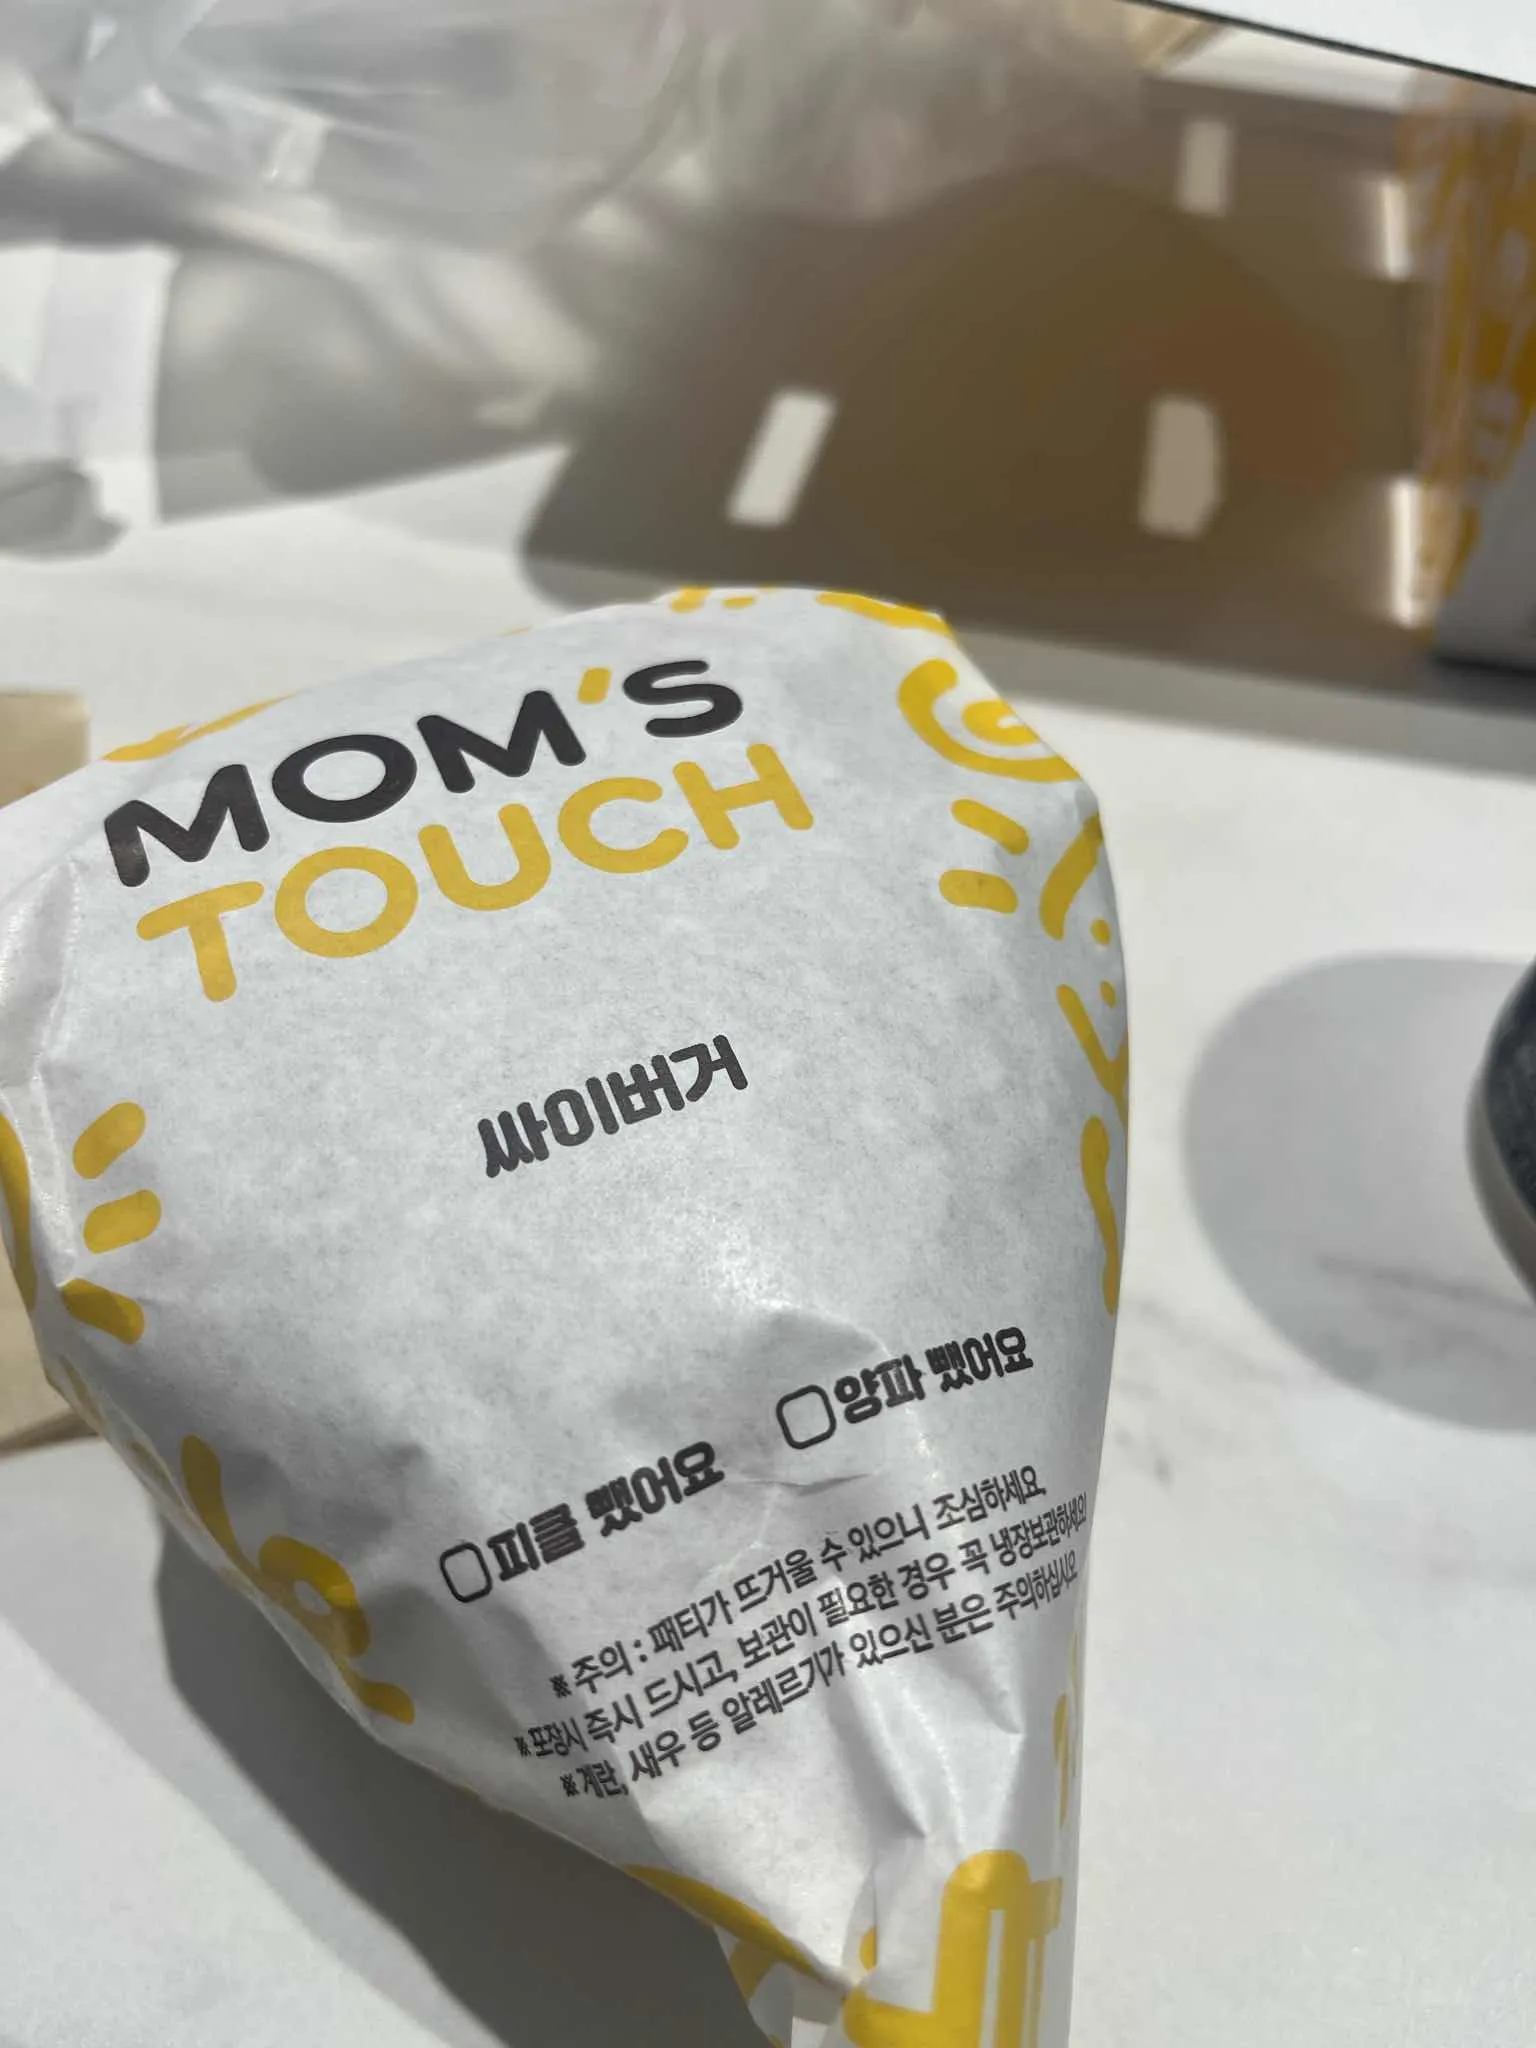 MOM'S
TOUCH
싸이버거
피클 뺐어요
양파 뺐어요
※ 주의 : 패티가 뜨거울 수 있으니 조심하세요.
※포장시 즉시 드시고, 보관이 필요한 경우 꼭 냉장보관하세요!
※계란, 새우 등 알레르기가 있으신 분은 주의하십시오.